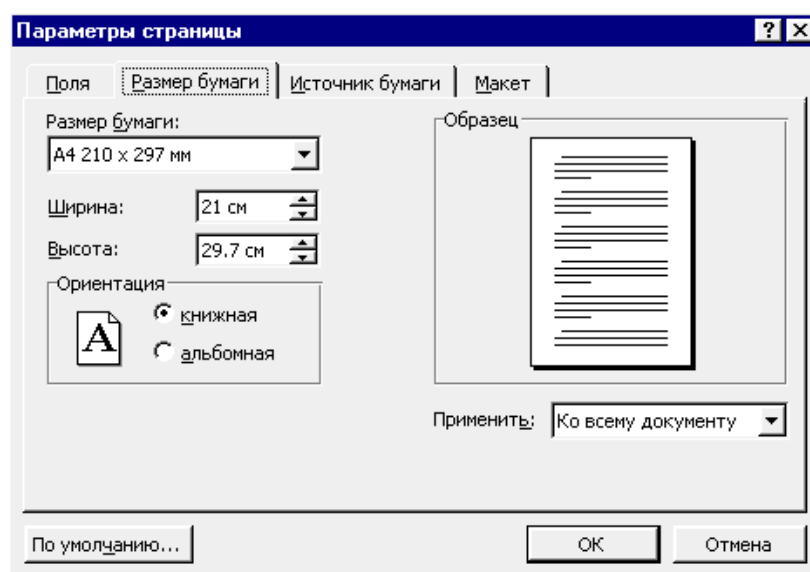 Параметры страницы
Поля Размер бумаги Источник бумаги Макет
Размер бумаги:
A4 210 x 297 мм
Ширина: 21 см
Высота: 29.7 см
Ориентация
A
книжная
альбомная
Образец
Применить: Ко всему документу
По умолчанию... ОК Отмена